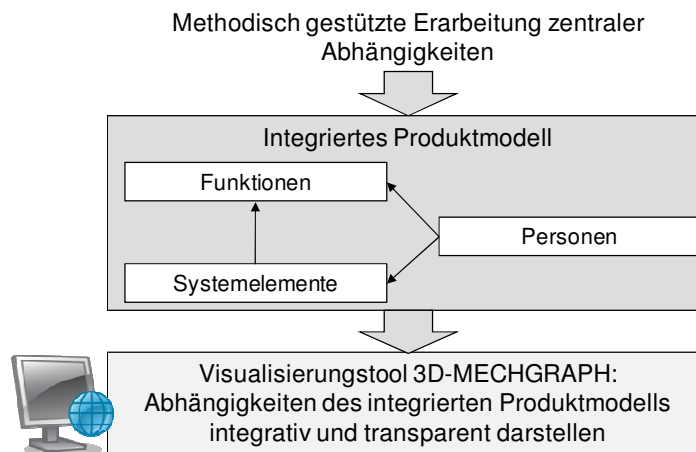 Methodisch gestützte Erarbeitung zentraler
Abhängigkeiten
Integriertes Produktmodell
Funktionen
Personen
Systemelemente
Visualisierungstool 3D-MECHGRAPH:
Abhängigkeiten des integrierten Produktmodells
integrativ und transparent darstellen